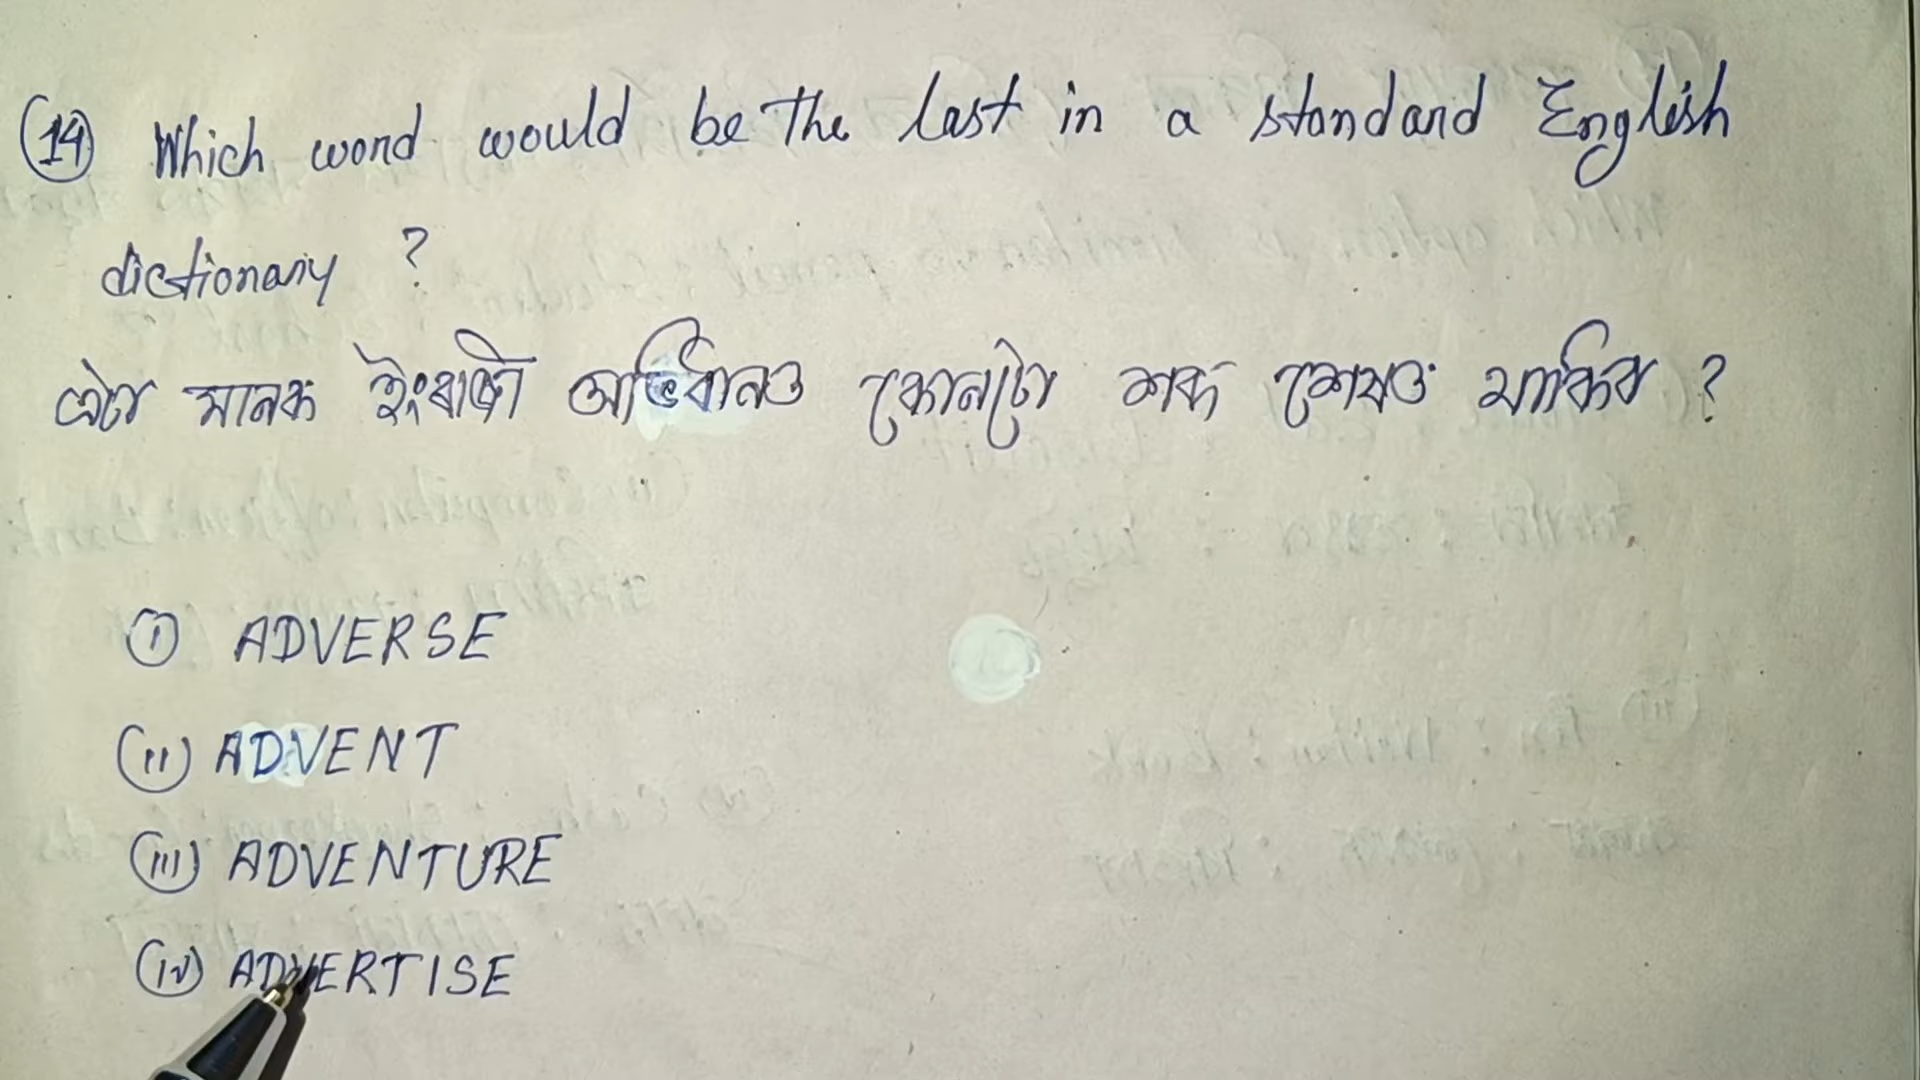 (14) Which word would be the last in a standard English
dictionary ?
এটা মানক ইংৰাজী অভিধানত কোনটো শব্দ শেষত থাকিব ?
(i) ADVERSE
(ii) ADVENT
(iii) ADVENTURE
(iv) ADVERTISE